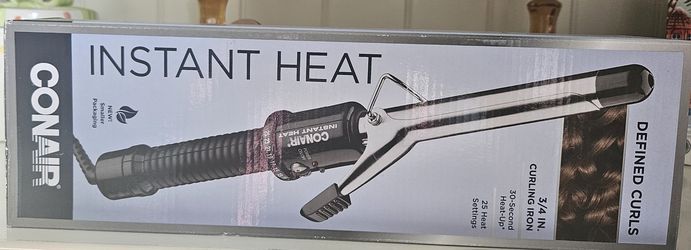 CONAIR®
INSTANT HEAT
NEW!
Smaller
Packaging
CONAIR
INSTANT HEAT
3/4 IN.
CURLING IRON
30-Second
Heat-Up*
25 Heat
Settings
DEFINED CURLS